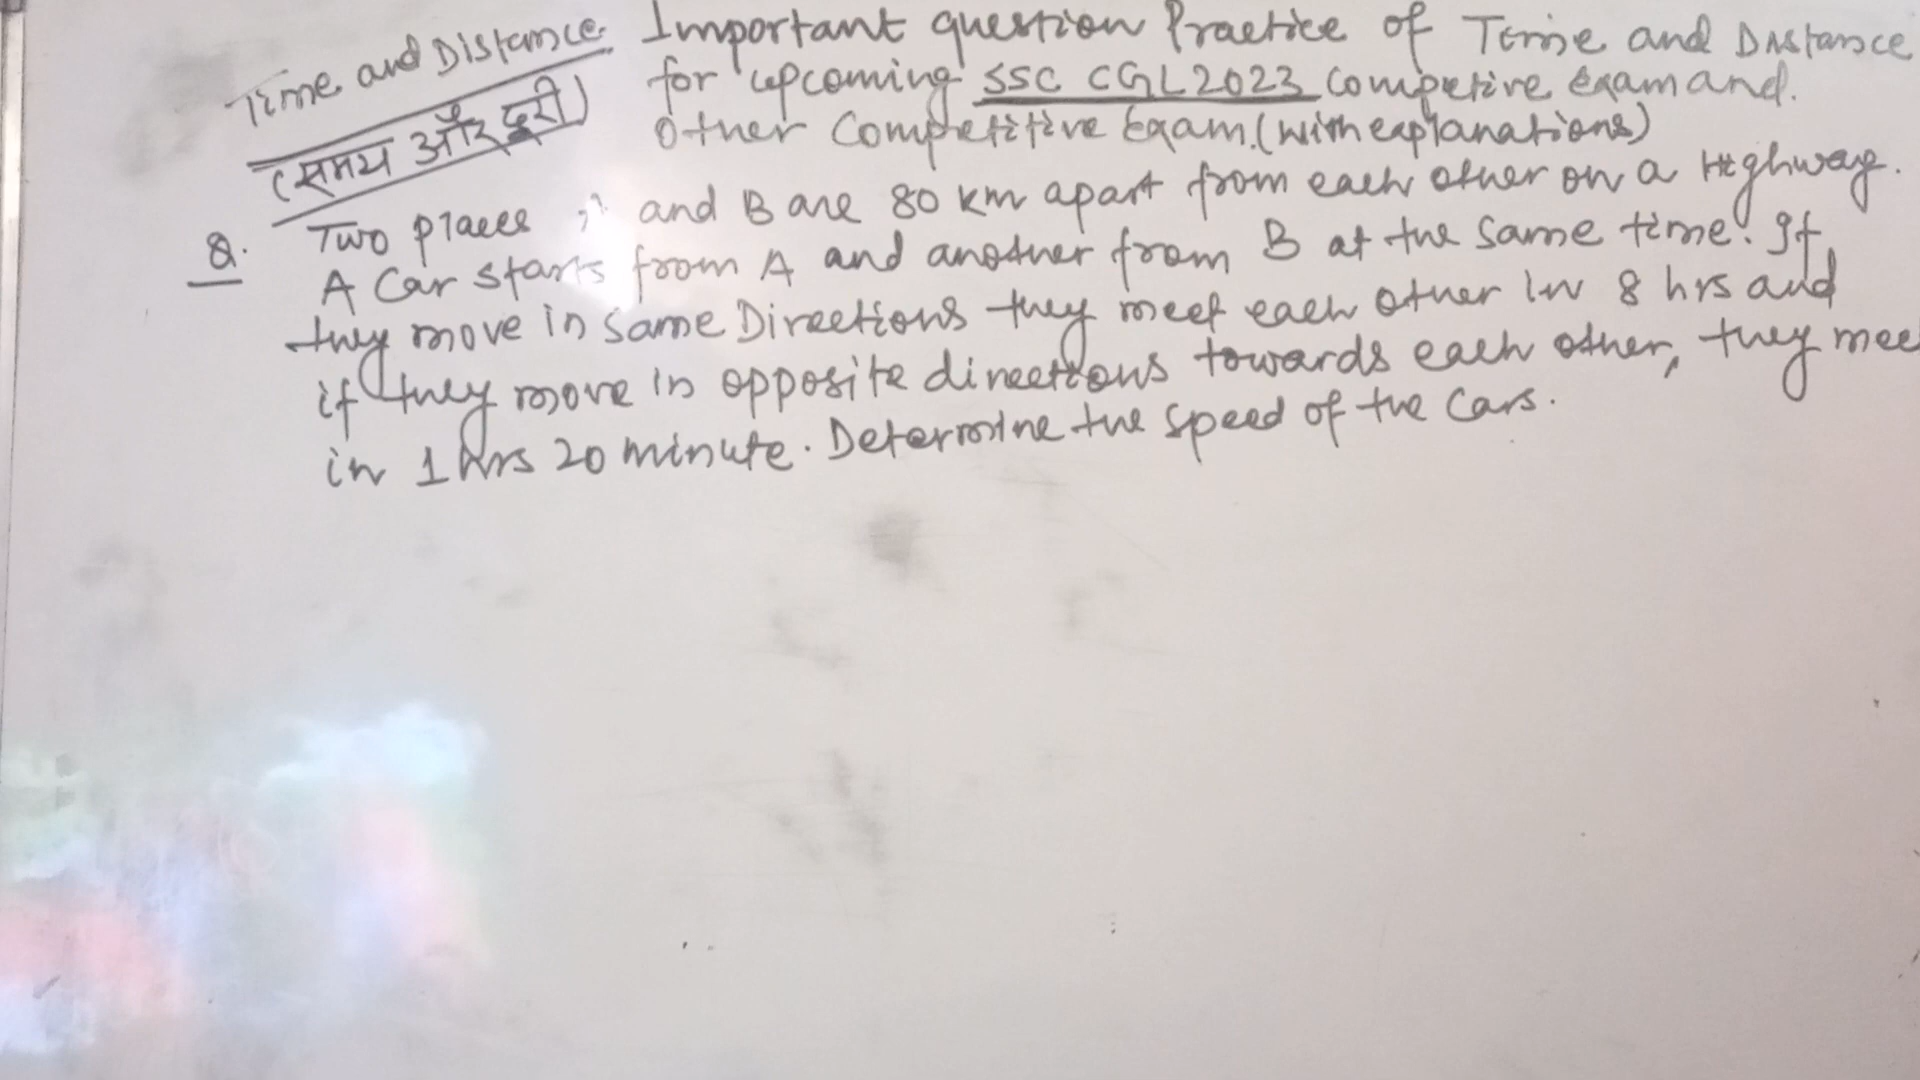 Time and Distance
(समय और दूरी)
Important question Practice of Time and Distance
for upcoming SSC CGL 2023 Competive Exam and.
Other Competitive Exam. (with explanations)
Q. Two places and B are 80 km apart from each other on a Highway.
A Car starts from A and another from B at the same time. If
they move in same Directions they meet each other in 8 hrs and
if they move in opposite directions towards each other, they mee
in 1 hrs 20 minute. Determine the speed of the Cars.